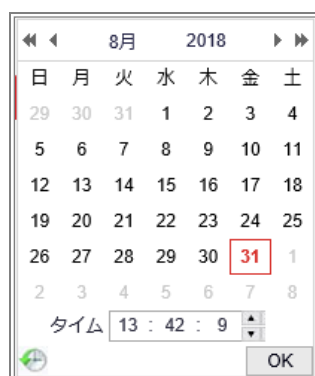 8月 2018
日 月 火 水 木 金 土
29 30 31 1 2 3 4
5 6 7 8 9 10 11
12 13 14 15 16 17 18
19 20 21 22 23 24 25
26 27 28 29 30 31 1
2 3 4 5 6 7 8
タイム 13 : 42 : 9
OK